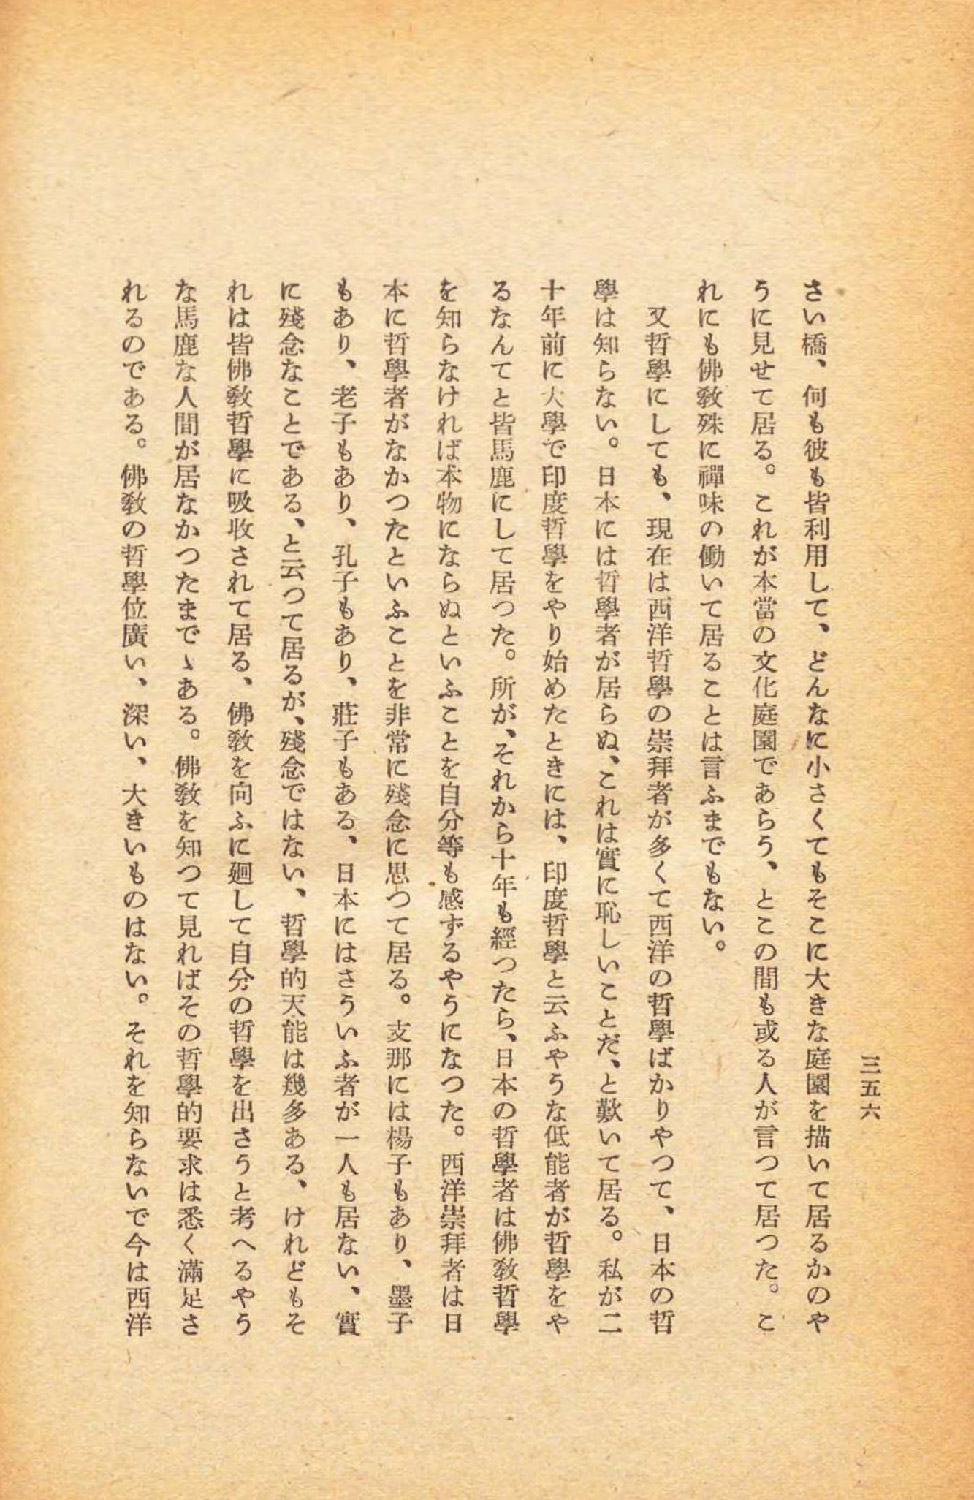 三五六
さい橋、何も彼も皆利用して、どんなに小さくてもそこに大きな庭園を描いて居るかのや
うに見せて居る。これが本當の文化庭園であらう、とこの間も或る人が言つて居つた。こ
れにも佛敎殊に禪味の働いて居ることは言ふまでもない。
又哲學にしても、現在は西洋哲學の崇拜者が多くて西洋の哲學ばかりやつて、日本の哲
學は知らない。日本には哲學者が居らぬ、これは實に恥しいことだ、と歎いて居る。私が二
十年前に大學で印度哲學をやり始めたときには、印度哲學と云ふやうな低能者が哲學をや
るなんてと皆馬鹿にして居つた。所が、それから十年も經つたら、日本の哲學者は佛敎哲學
を知らなければ本物にならぬといふことを自分等も感ずるやうになつた。西洋崇拜者は日
本に哲學者がなかつたといふことを非常に殘念に思つて居る。支那には楊子もあり、墨子
もあり、老子もあり、孔子もあり、莊子もある、日本にはさういふ者が一人も居ない、實
に殘念なことである、と云つて居るが、殘念ではない、哲學的天能は幾多ある、けれどもそ
れは皆佛敎哲學に吸收されて居る、佛敎を向ふに廻して自分の哲學を出さうと考へるやう
な馬鹿な人間が居なかつたまでゝある。佛敎を知つて見ればその哲學的要求は悉く滿足さ
れるのである。佛敎の哲學位廣い、深い、大きいものはない。それを知らないで今は西洋